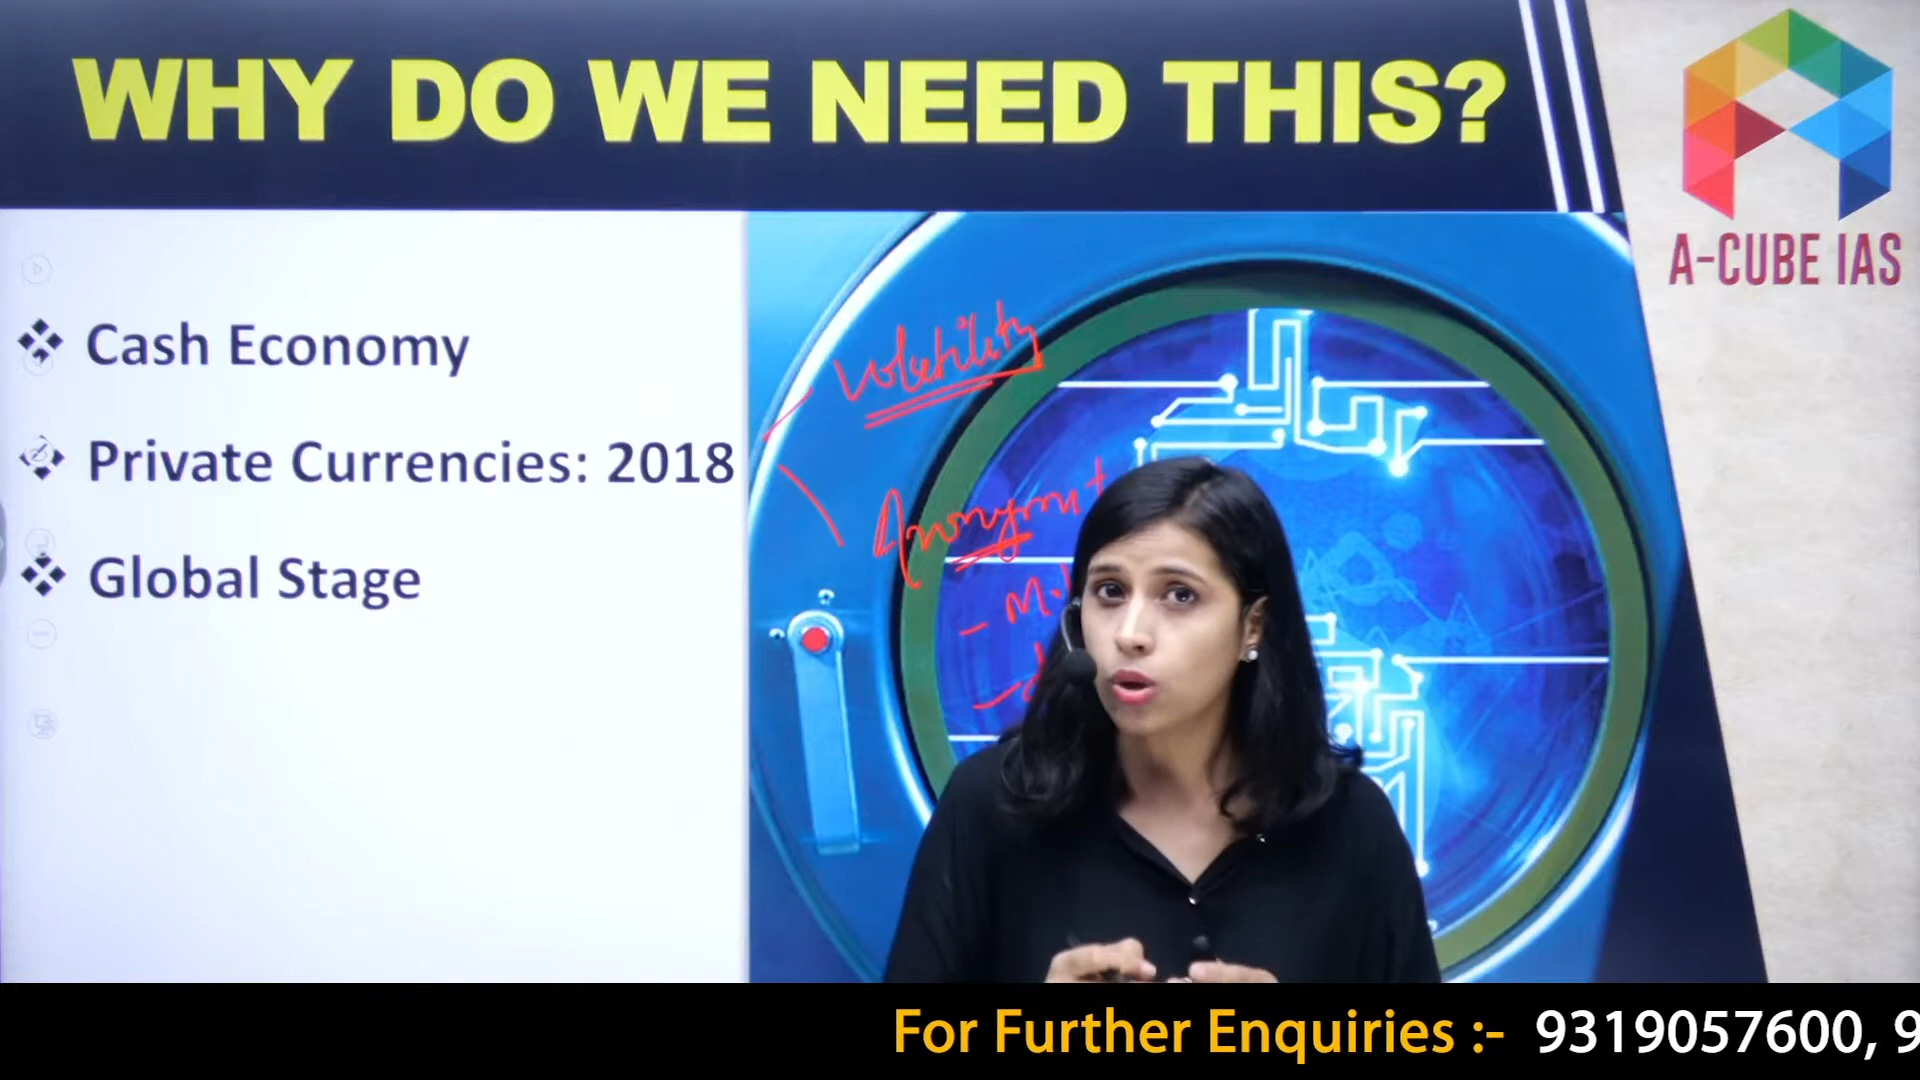 WHY DO WE NEED THIS?
A-CUBE IAS
Cash Economy
Private Currencies: 2018
Global Stage
Volatility
For Further Enquiries :- 9319057600, 9